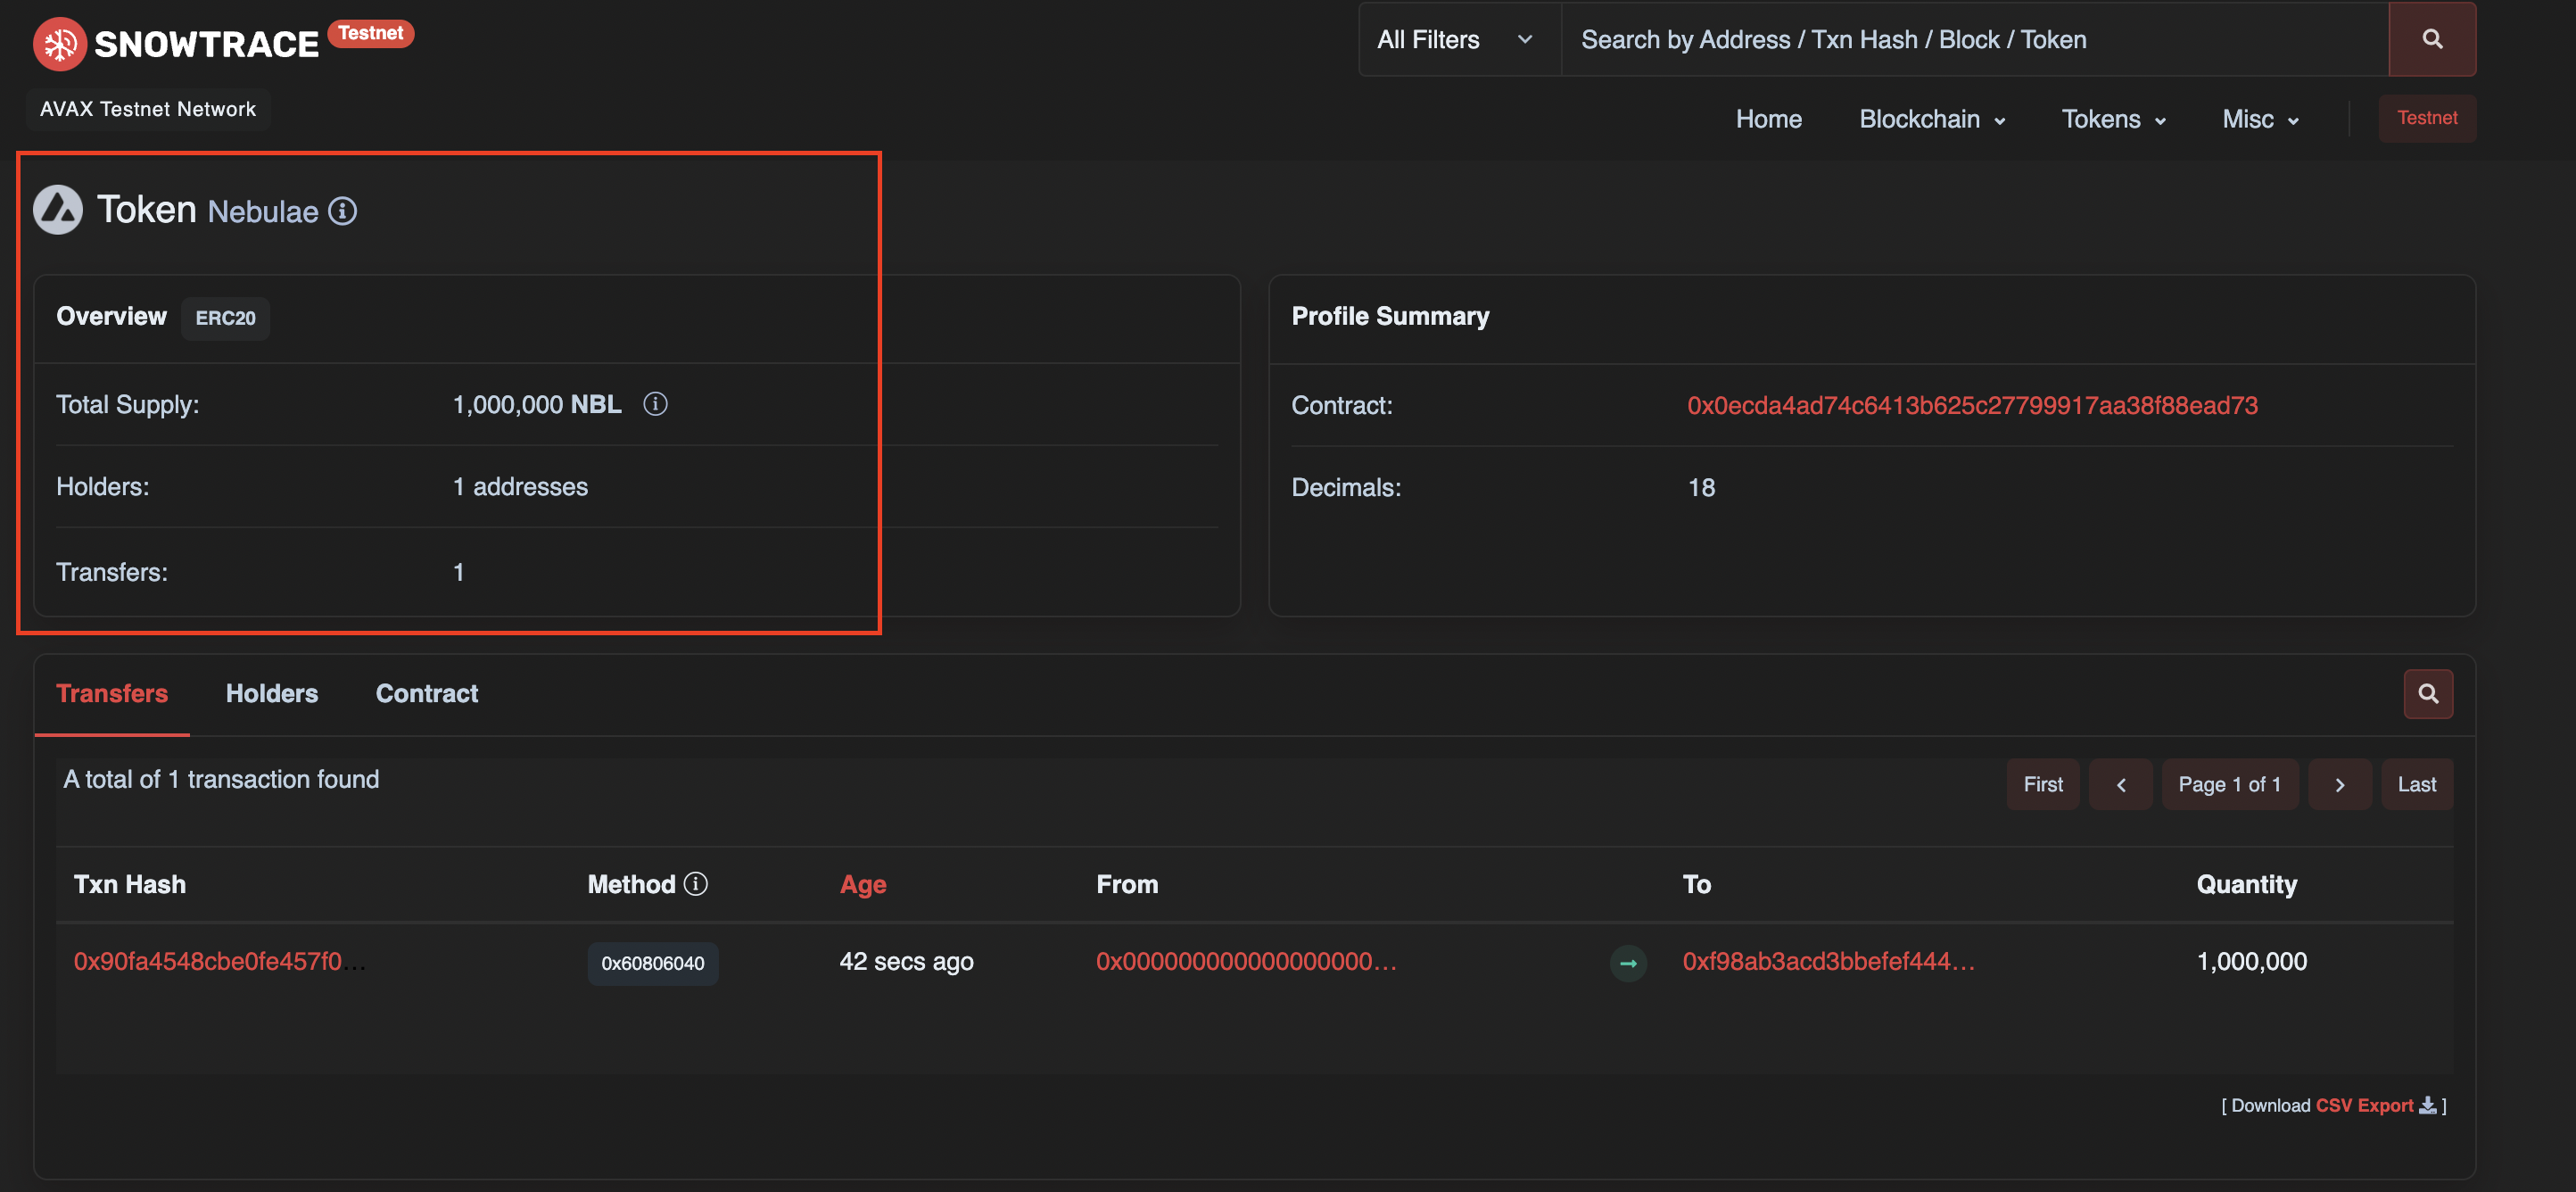 SNOWTRACE Testnet
All Filters
Search by Address / Txn Hash / Block / Token
AVAX Testnet Network
Home Blockchain Tokens Misc Testnet
Token Nebulae
Overview ERC20
Total Supply: 1,000,000 NBL
Holders: 1 addresses
Transfers: 1
Profile Summary
Contract: 0x0ecda4ad74c6413b625c27799917aa38f88ead73
Decimals: 18
Transfers Holders Contract
A total of 1 transaction found
First Page 1 of 1 Last
Txn Hash Method Age From To Quantity
0x90fa4548cbe0fe457f0... 0x60806040 42 secs ago 0x000000000000000000... 0xf98ab3acd3bbefef444... 1,000,000
[ Download CSV Export ]